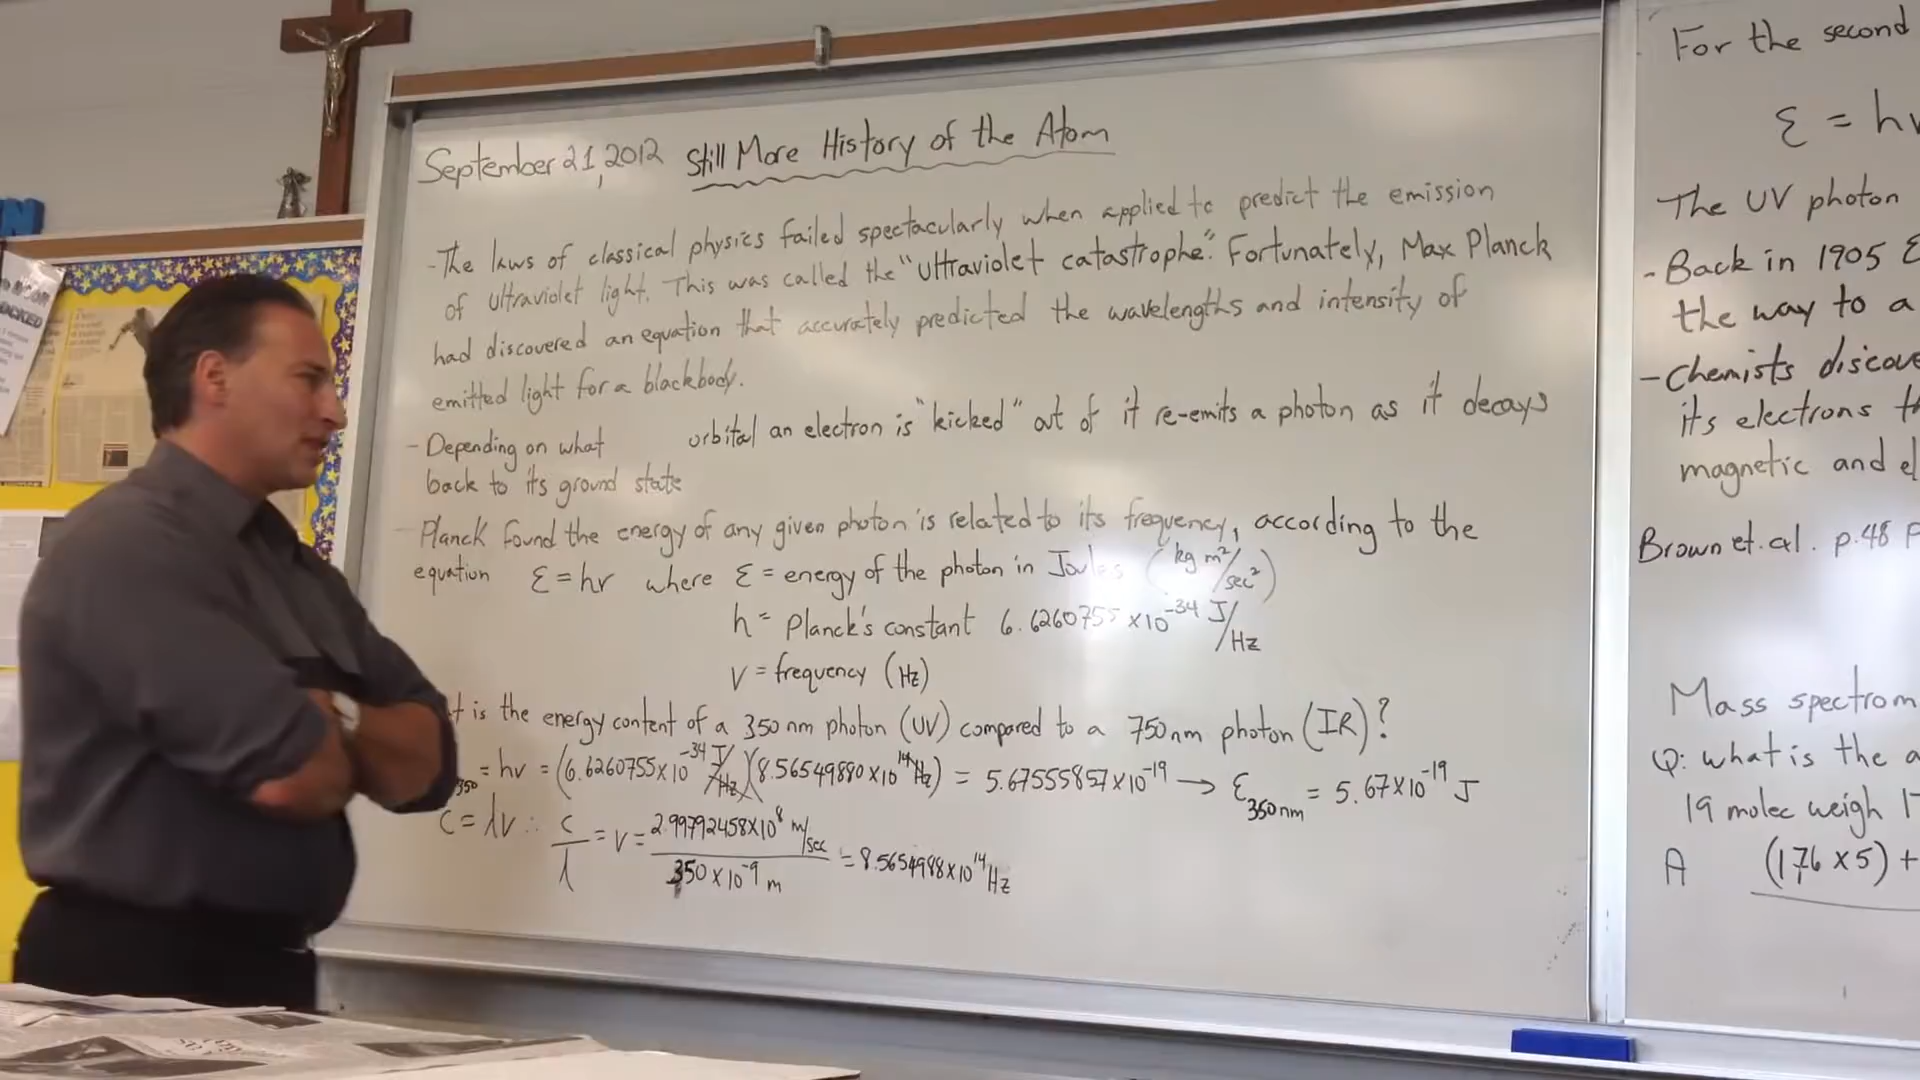 September 21, 2012 Still More History of the Atom
- The laws of classical physics failed spectacularly when applied to predict the emission
of ultraviolet light. This was called the "Ultraviolet catastrophe". Fortunately, Max Planck
had discovered an equation that accurately predicted the wavelengths and intensity of
emitted light for a blackbody.
- Depending on what orbital an electron is "kicked" out of it re-emits a photon as it decays
back to its ground state
- Planck found the energy of any given photon is related to its frequency, according to the
equation Ɛ = hν where Ɛ = energy of the photon in Joules (kg m²/sec²)
h = Planck's constant 6.6260755 x 10⁻³⁴ J/Hz
ν = frequency (Hz)
t is the energy content of a 350 nm photon (UV) compared to a 750 nm photon (IR)?
350 = hν = (6.6260755 x 10⁻³⁴ J/Hz)(8.56549880 x 10¹⁴ Hz) = 5.67555857 x 10⁻¹⁹ → Ɛ350nm = 5.67 x 10⁻¹⁹ J
C = λν ∴ c/λ = ν = 2.99792458 x 10⁸ m/sec / 350 x 10⁻⁹ m = 8.5654988 x 10¹⁴ Hz
For the second
Ɛ = hν
The UV photon
- Back in 1905
the way to a
- Chemists
its electrons
magnetic and
Brown et. al. p.48
Mass
Q: what is the
19 molec weigh
A (176 x 5) +